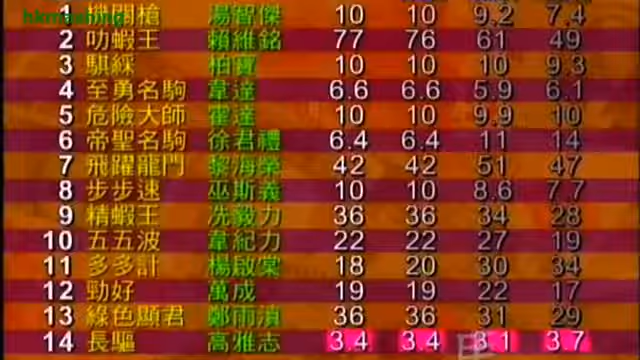 hkmashing
1 機關槍 湯智傑 10 10 9.2 7.4
2 叻蝦王 賴維銘 77 76 61 49
3 騏綵 柏寶 10 10 10 9.3
4 至勇名駒 韋達 6.6 6.6 5.9 6.1
5 危險大師 霍達 10 10 9.9 10
6 帝聖名駒 徐君禮 6.4 6.4 11 14
7 飛躍龍門 黎海榮 42 42 51 47
8 步步速 巫斯義 10 10 8.6 7.7
9 精蝦王 冼毅力 36 36 34 28
10 五五波 韋紀力 22 22 27 19
11 多多計 楊啟棠 18 20 30 34
12 勁好 萬成 19 19 22 17
13 綠色顯君 鄭雨滇 36 36 31 29
14 長驅 高雅志 3.4 3.4 3.1 3.7